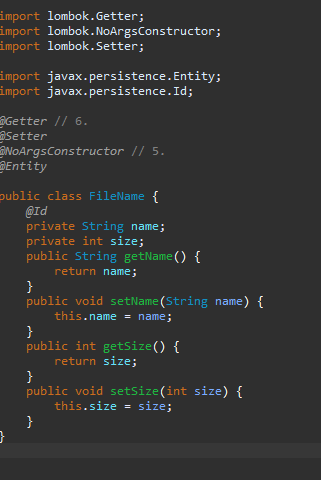 import lombok.Getter;
import lombok.NoArgsConstructor;
import lombok.Setter;

import javax.persistence.Entity;
import javax.persistence.Id;

@Getter // 6.
@Setter
@NoArgsConstructor // 5.
@Entity

public class FileName {
    @Id
    private String name;
    private int size;
    public String getName() {
        return name;
    }
    public void setName(String name) {
        this.name = name;
    }
    public int getSize() {
        return size;
    }
    public void setSize(int size) {
        this.size = size;
    }
}